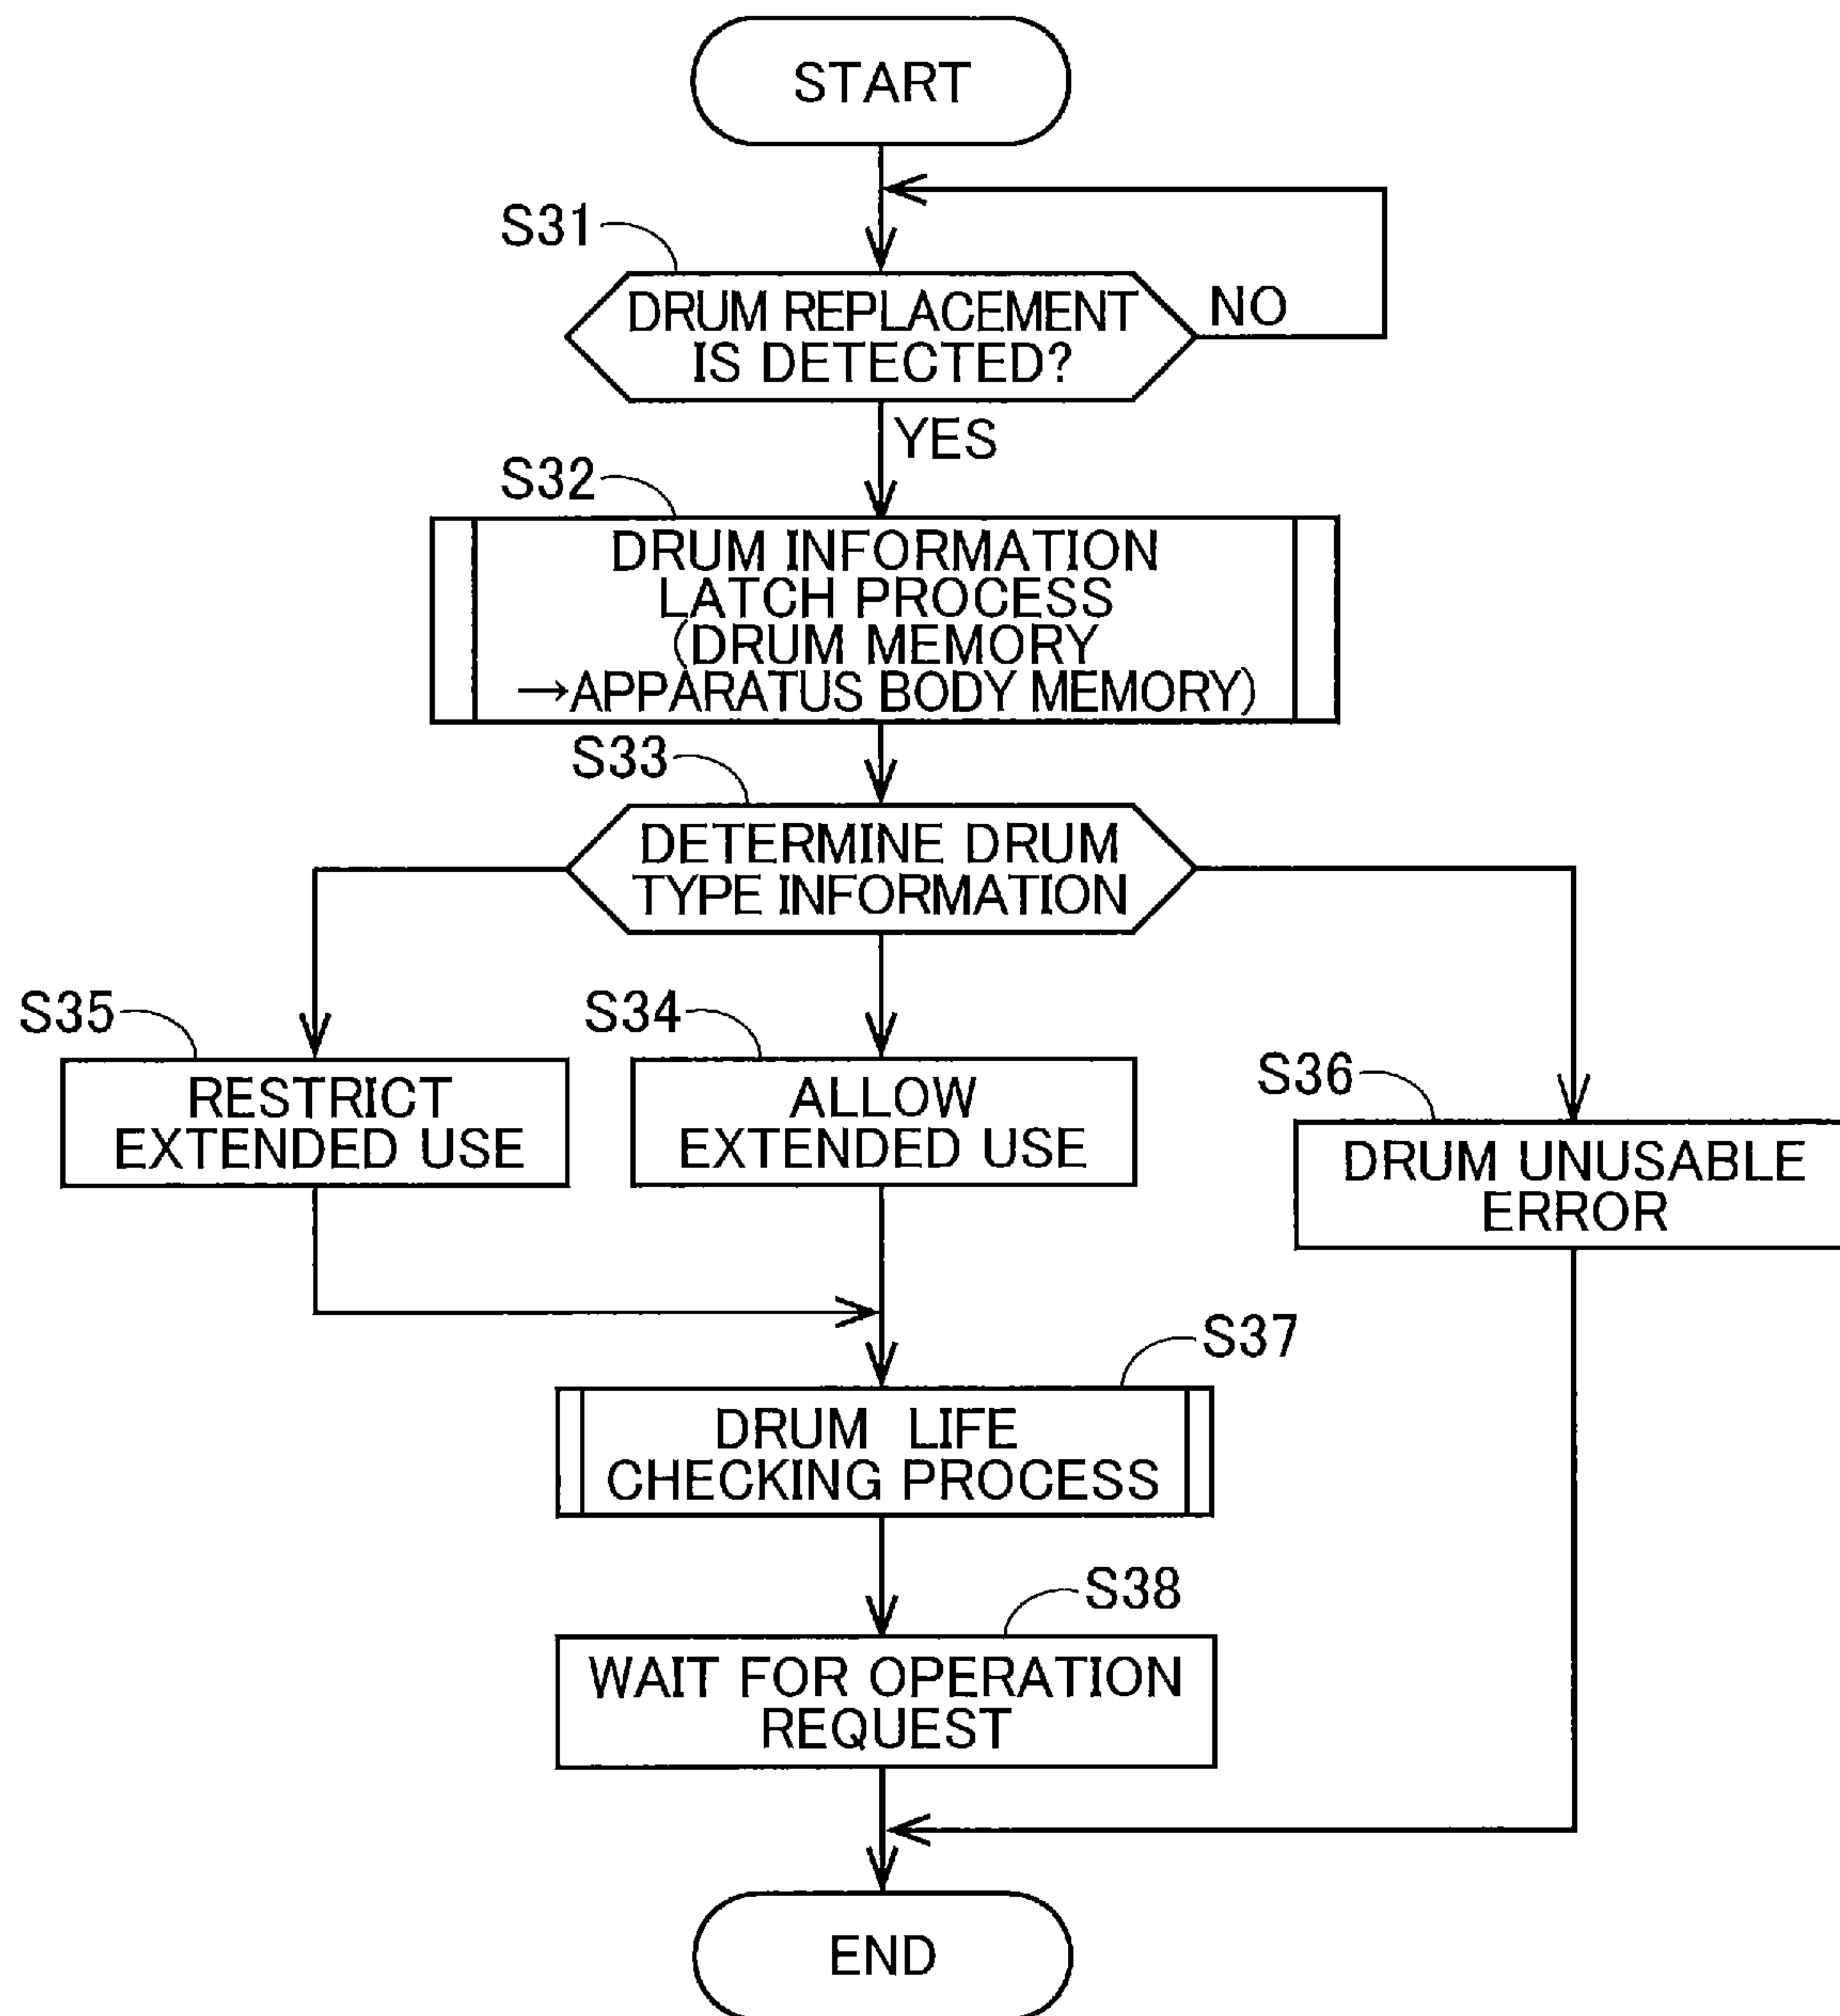 START
S31
DRUM REPLACEMENT
IS DETECTED?
NO
YES
S32
DRUM INFORMATION
LATCH PROCESS
(DRUM MEMORY
→APPARATUS BODY MEMORY)
S33
DETERMINE DRUM
TYPE INFORMATION
S35
RESTRICT
EXTENDED USE
S34
ALLOW
EXTENDED USE
S36
DRUM UNUSABLE
ERROR
S37
DRUM LIFE
CHECKING PROCESS
S38
WAIT FOR OPERATION
REQUEST
END